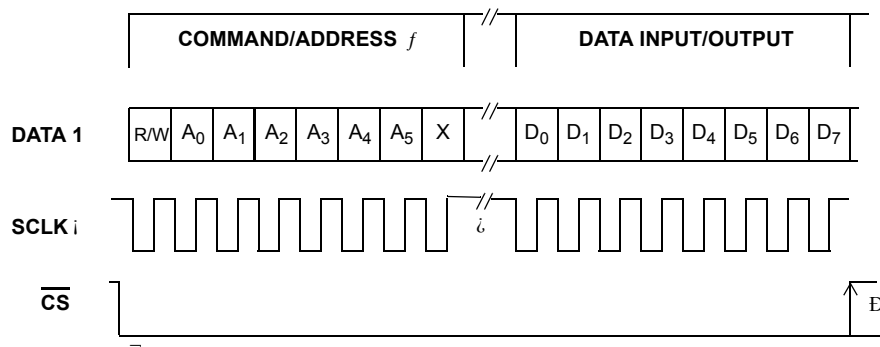 COMMAND/ADDRESS ƒ
DATA INPUT/OUTPUT
DATA 1
R/W A₀ A₁ A₂ A₃ A₄ A₅ X
D₀ D₁ D₂ D₃ D₄ D₅ D₆ D₇
SCLK ¡
¿
CS
Đ